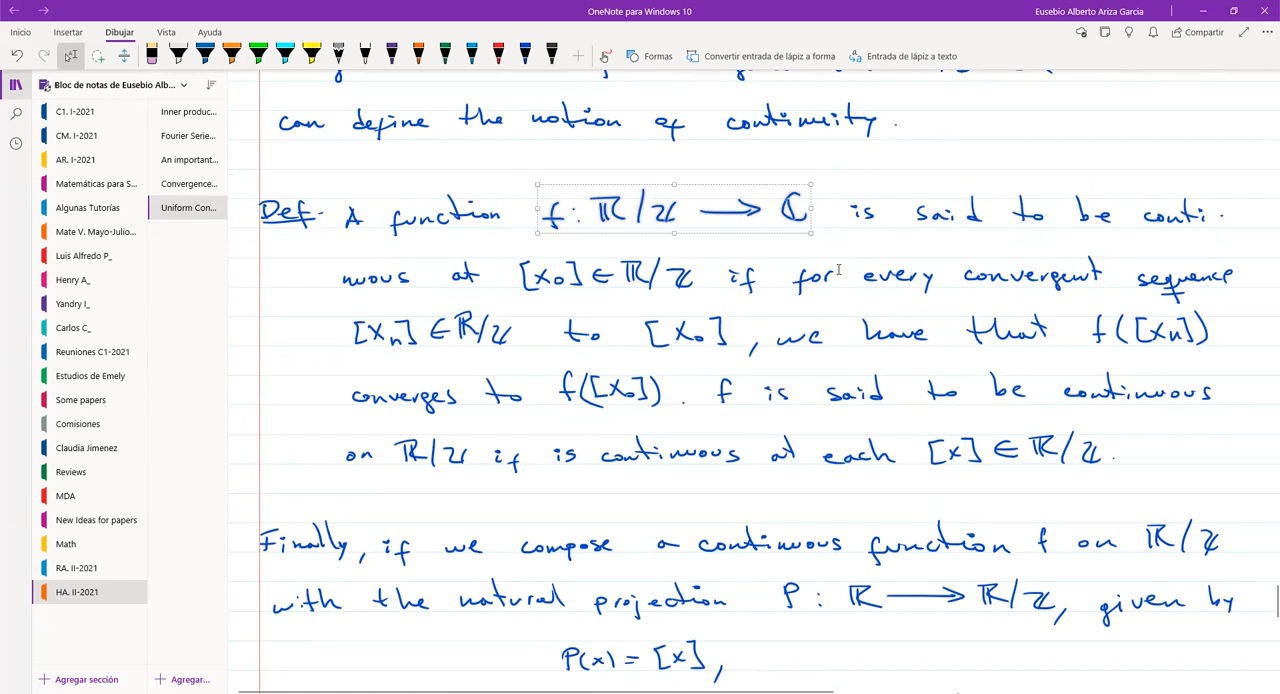 OneNote para Windows 10
Eusebio Alberto Ariza Garcia
Inicio Insertar Dibujar Vista Ayuda
Compartir
Formas Convertir entrada de lápiz a forma Entrada de lápiz a texto
Bloc de notas de Eusebio Alb...
C1. I-2021
CM. I-2021
AR. I-2021
Matemáticas para S...
Algunas Tutorías
Mate V. Mayo-Julio...
Luis Alfredo P_
Henry A_
Yandry I_
Carlos C_
Reuniones C1-2021
Estudios de Emely
Some papers
Comisiones
Claudia Jimenez
Reviews
MDA
New Ideas for papers
Math
RA. II-2021
HA. II-2021
Agregar sección
Inner produc...
Fourier Serie...
An important...
Convergence...
Uniform Con...
Agregar...
can define the notion of continuity.
Def. A function f: ℝ/ℤ ⟶ ℂ is said to be conti-
nuous at [x₀] ∈ ℝ/ℤ if for every convergent sequence
[xₙ] ∈ ℝ/ℤ to [x₀], we have that f([xₙ])
converges to f([x₀]). f is said to be continuous
on ℝ/ℤ if is continuous at each [x] ∈ ℝ/ℤ.
Finally, if we compose a continuous function f on ℝ/ℤ
with the natural projection P: ℝ ⟶ ℝ/ℤ, given by
P(x) = [x],